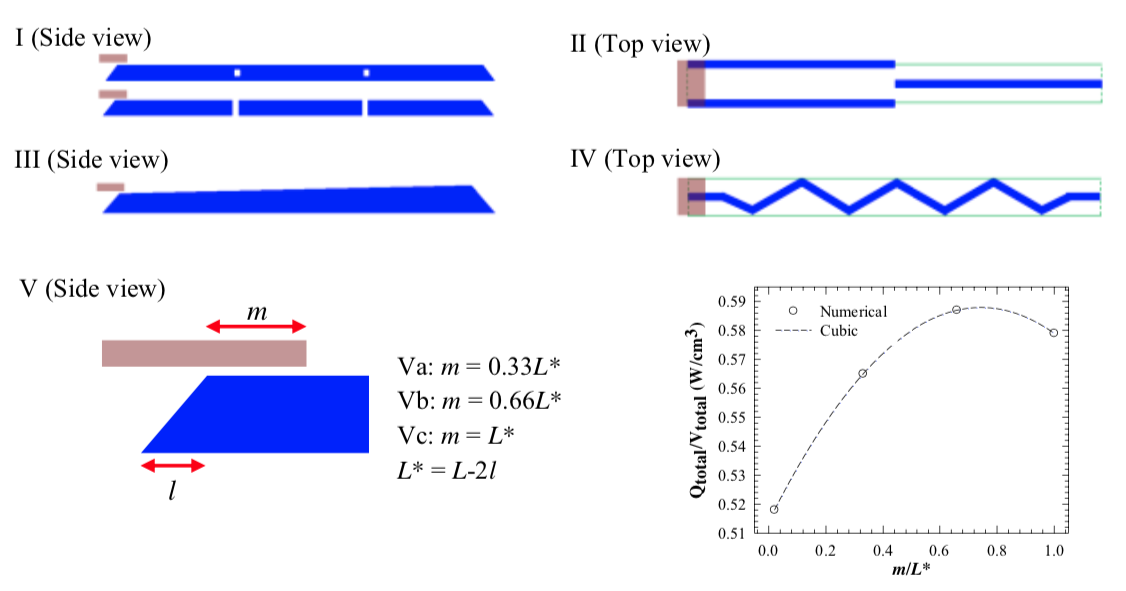 I (Side view)
II (Top view)
III (Side view)
IV (Top view)
V (Side view)
m
l
Va: m = 0.33L*
Vb: m = 0.66L*
Vc: m = L*
L* = L-2l
Qtotal/Vtotal (W/cm3)
0.59
0.58
0.57
0.56
0.55
0.54
0.53
0.52
0.51
Numerical
Cubic
0.0 0.2 0.4 0.6 0.8 1.0
m/L*